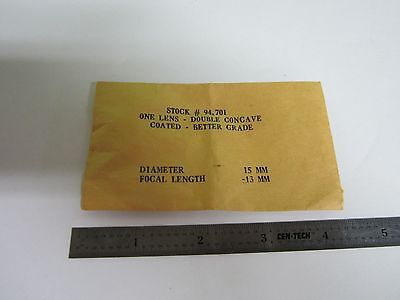 STOCK # 94,701
ONE LENS - DOUBLE CONCAVE
COATED - BETTER GRADE
DIAMETER 15 MM
FOCAL LENGTH -13 MM
1 2 3 CEN-TECH 4 5